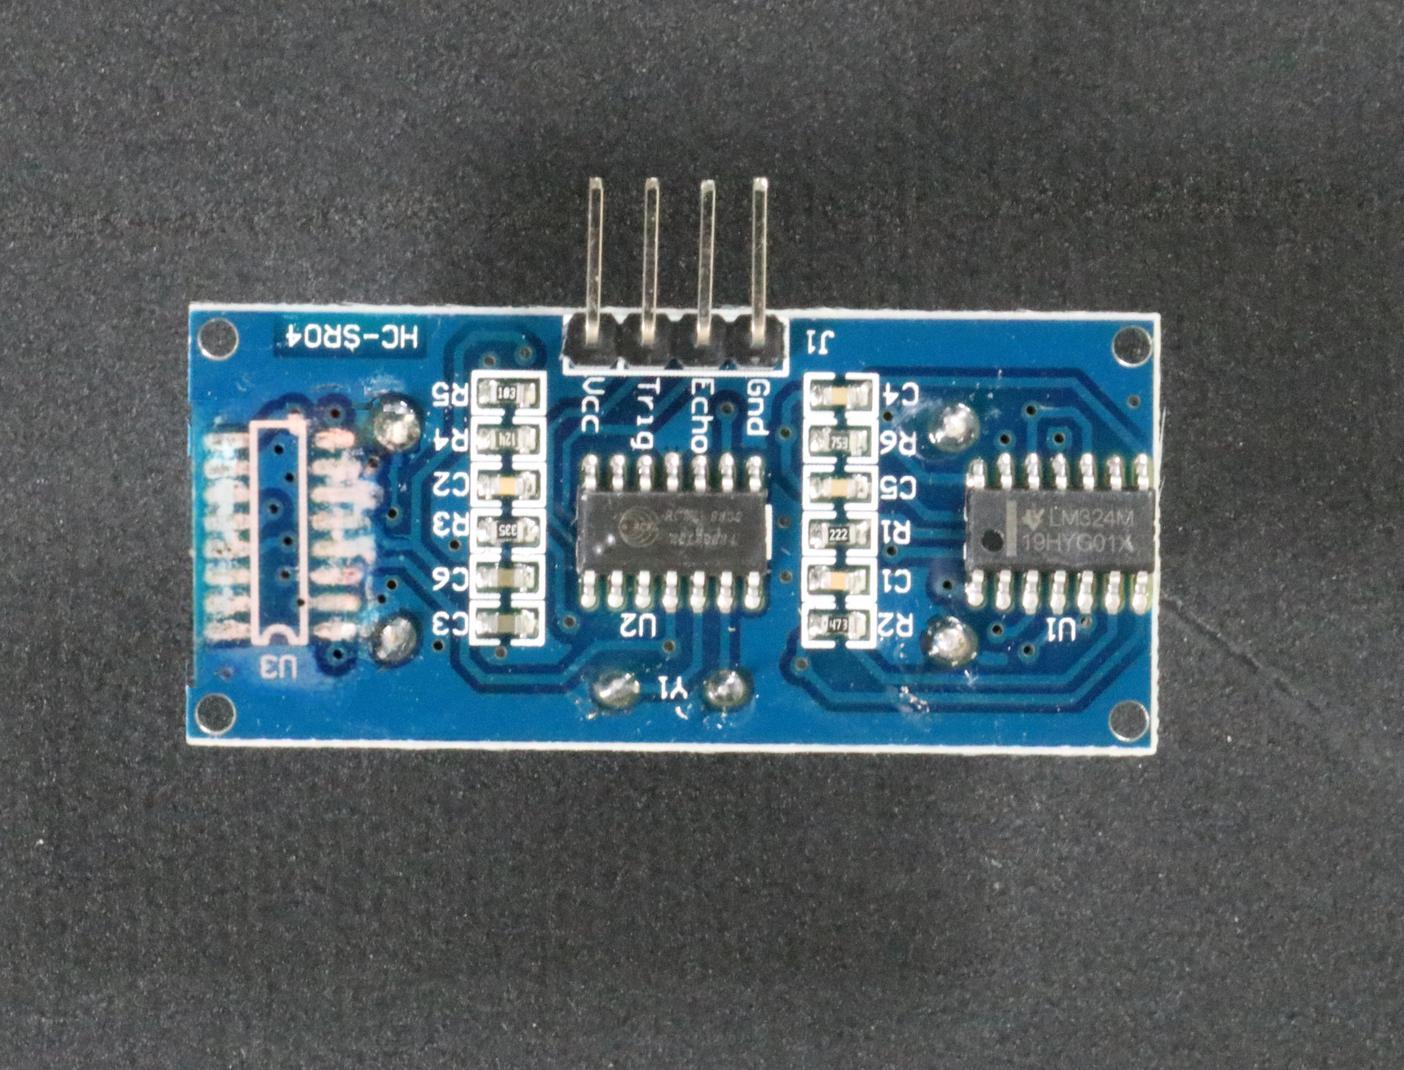 HC-SR04
J1
Vcc
Trig
Echo
Gnd
R5
103
R4
124
C2
R3
335
C6
C3
C4
R6
753
C5
R1
222
C1
R2
473
LM324M
19HYG01X
U3
U2
U1
Y1